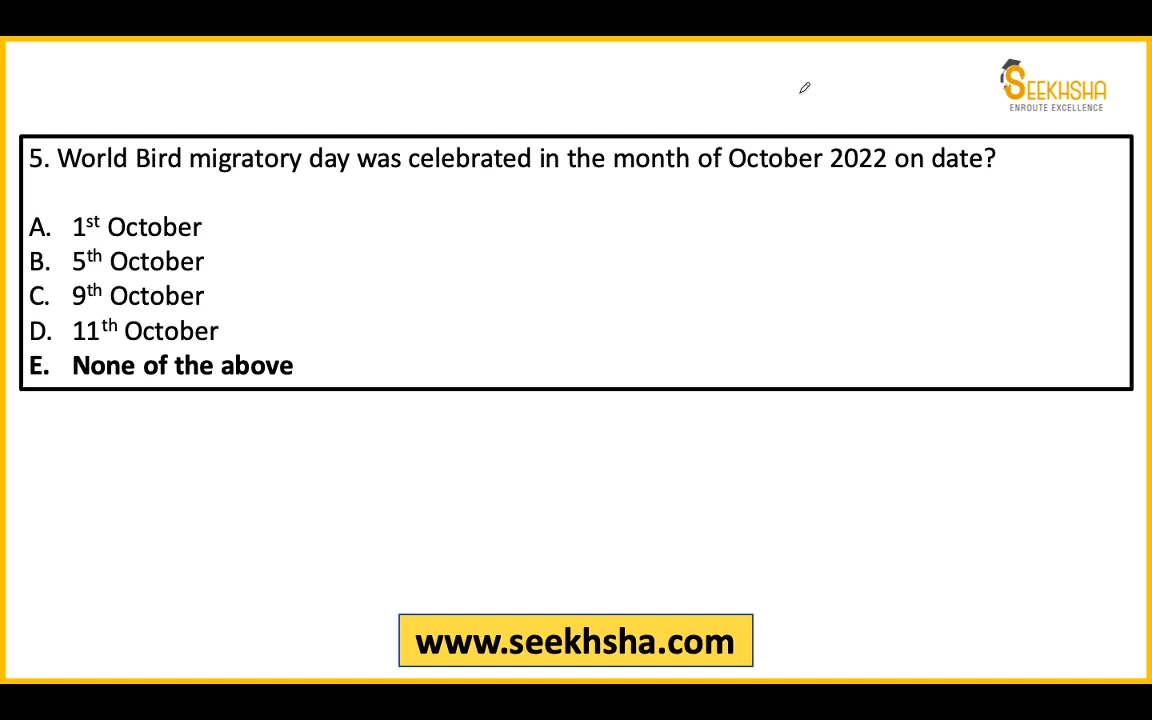 SEEKHSHA
ENROUTE EXCELLENCE
5. World Bird migratory day was celebrated in the month of October 2022 on date?
A. 1st October
B. 5th October
C. 9th October
D. 11th October
E. None of the above
www.seekhsha.com